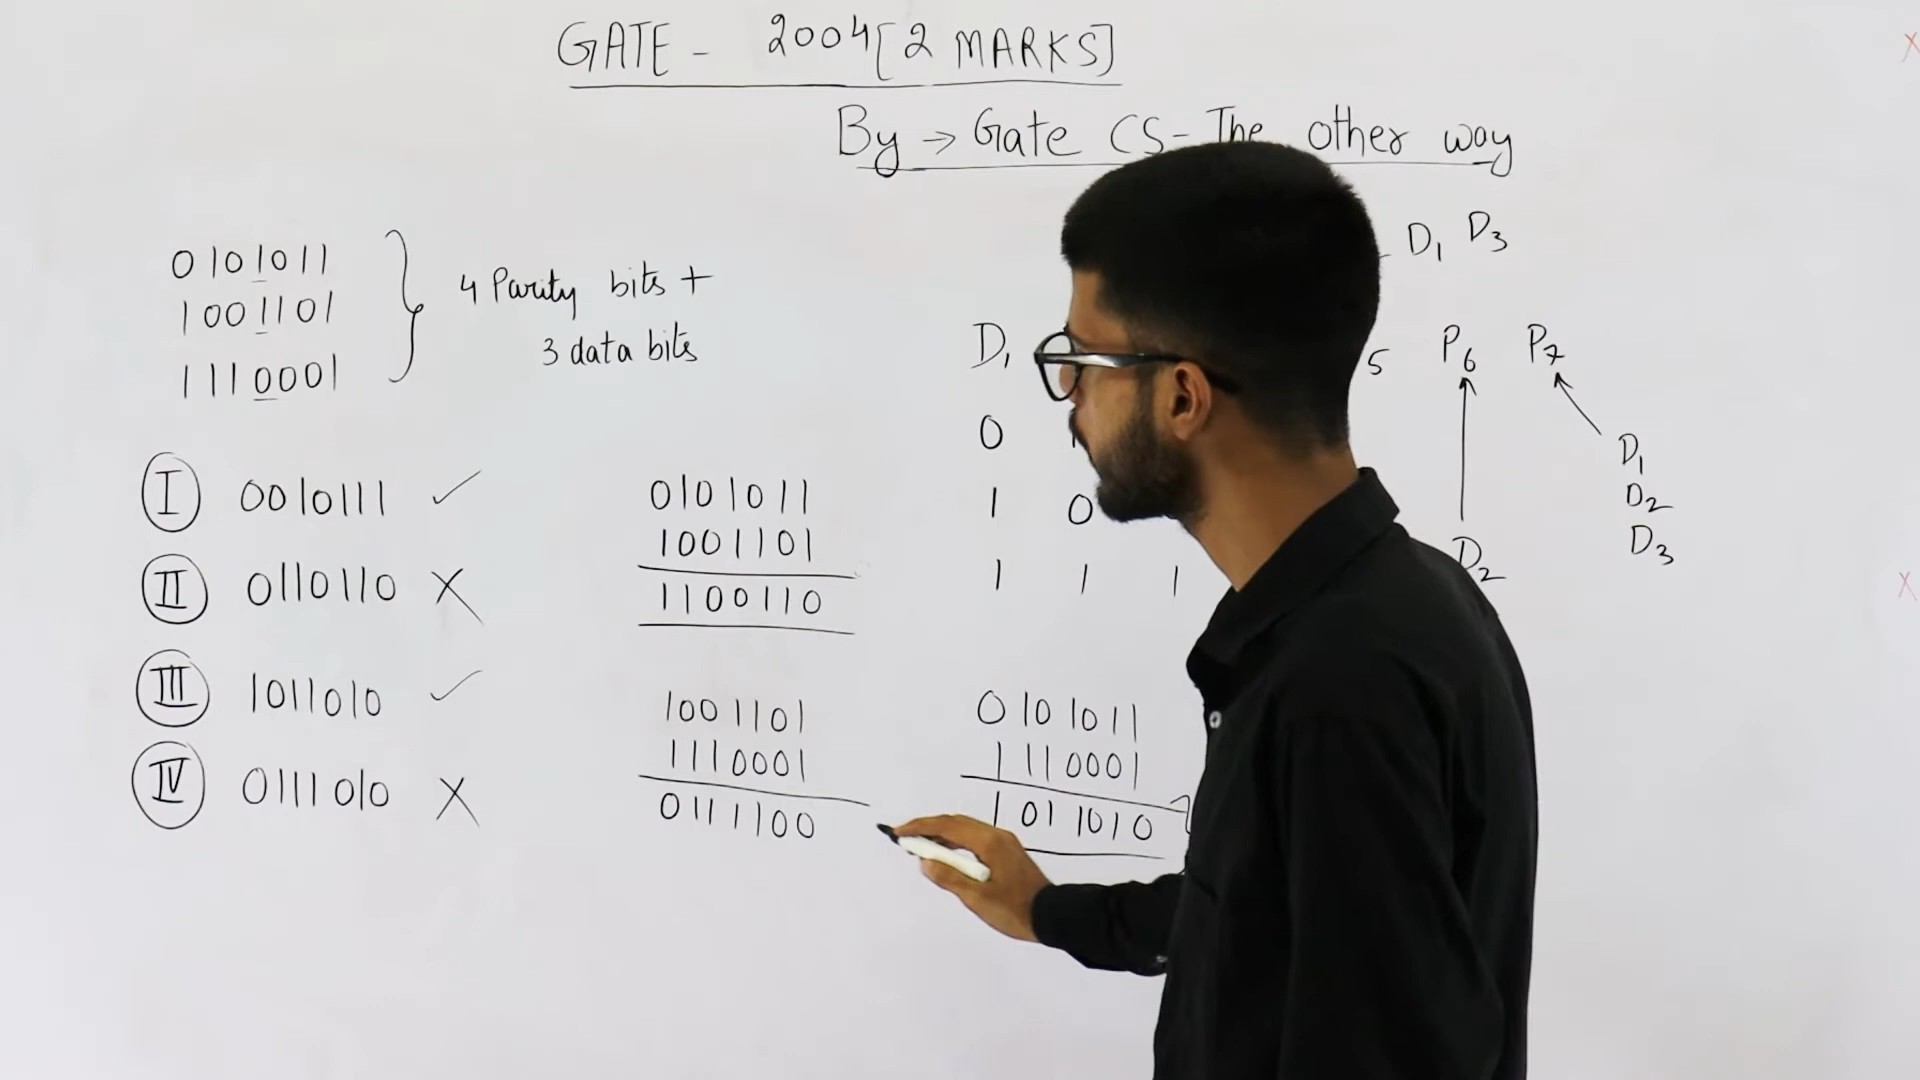 GATE - 2004 [2 MARKS]
By → Gate CS - The other way
0101011
1001101
1110001
4 Parity bits +
3 data bits
I 0010111 ✓
II 0110110 X
III 1011010 ✓
IV 0111010 X
0101011
1001101
1100110
1001101
1110001
0111100
0101011
1110001
1011010
D1 D3
D1 5 P6 P7
0
1 0
1 1 1
D2
D1
D2
D3
X
X